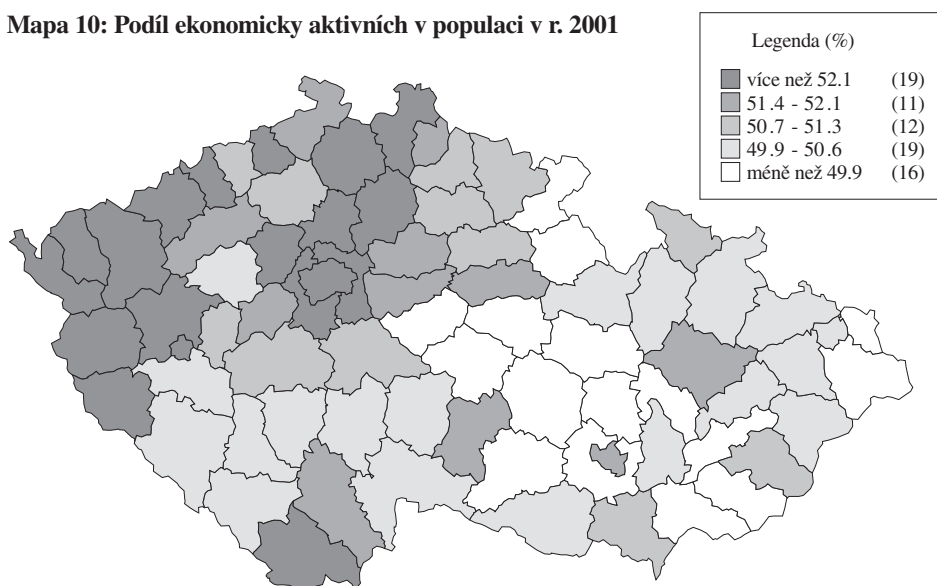 Mapa 10: Podíl ekonomicky aktivních v populaci v r. 2001
Legenda (%)
více než 52.1 (19)
51.4 - 52.1 (11)
50.7 - 51.3 (12)
49.9 - 50.6 (19)
méně než 49.9 (16)